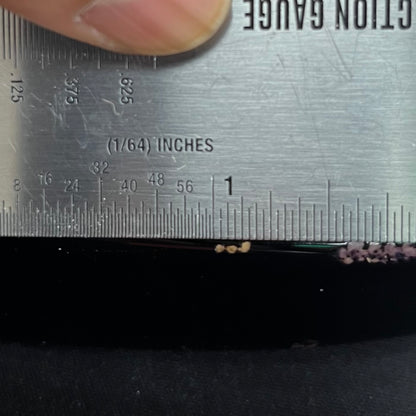 CTION GAUGE
.125 .375 .625
(1/64) INCHES
8 16 24 32 40 48 56 1